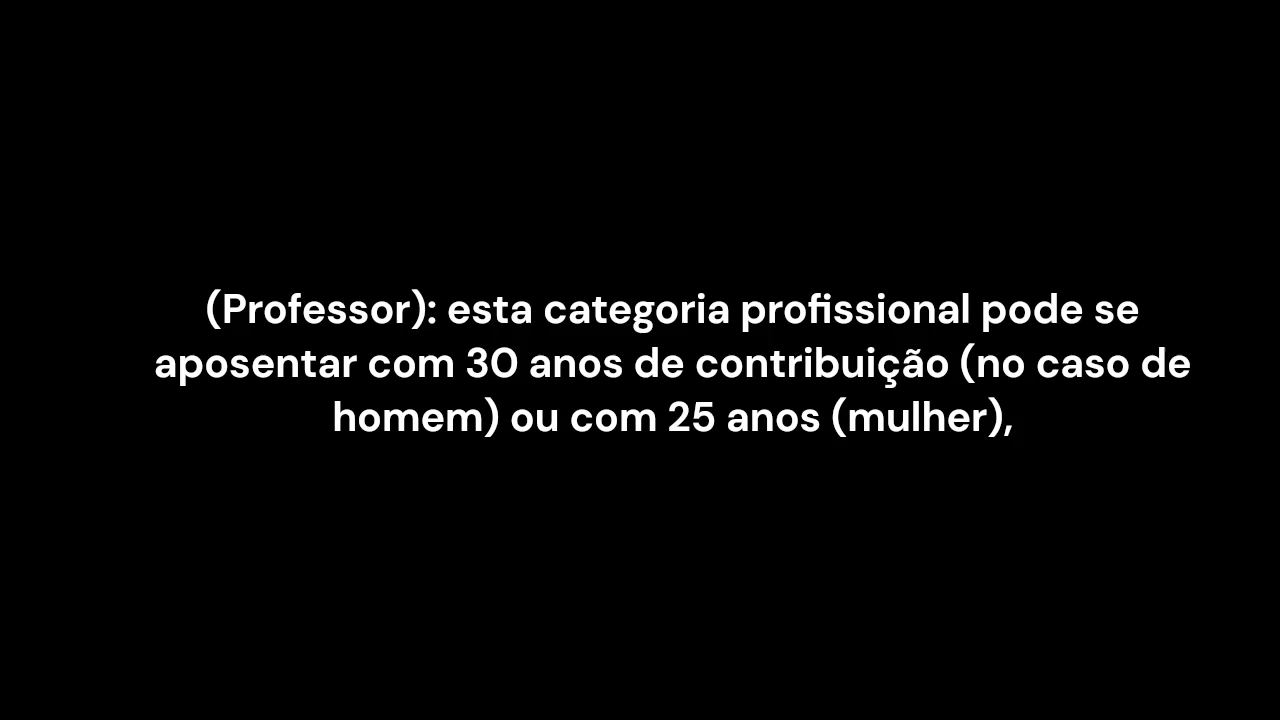 (Professor): esta categoria profissional pode se
aposentar com 30 anos de contribuição (no caso de
homem) ou com 25 anos (mulher),